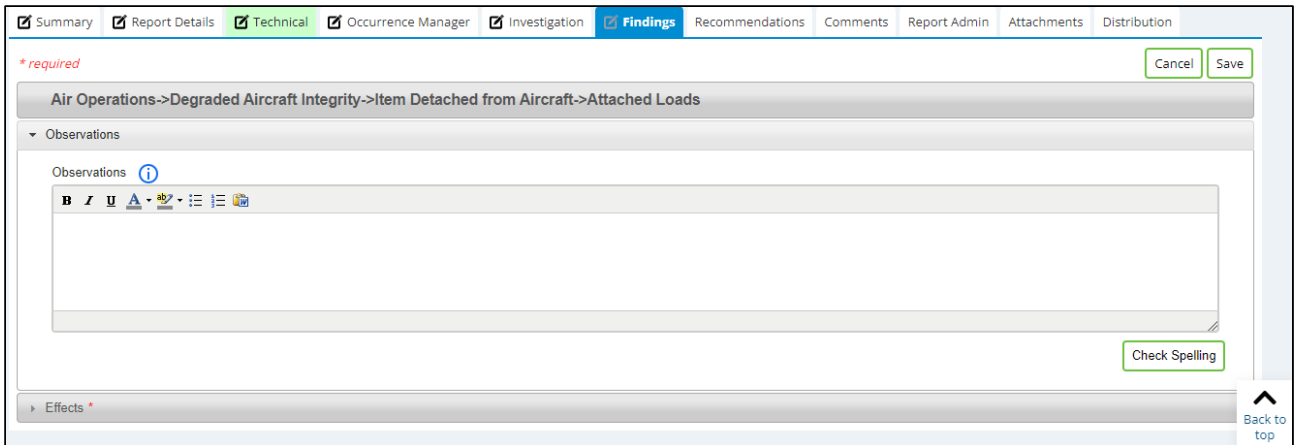 Summary Report Details Technical Occurrence Manager Investigation Findings Recommendations Comments Report Admin Attachments Distribution
* required
Cancel Save
Air Operations->Degraded Aircraft Integrity->Item Detached from Aircraft->Attached Loads
Observations
Observations
B I U A ab
Check Spelling
Effects *
Back to
top